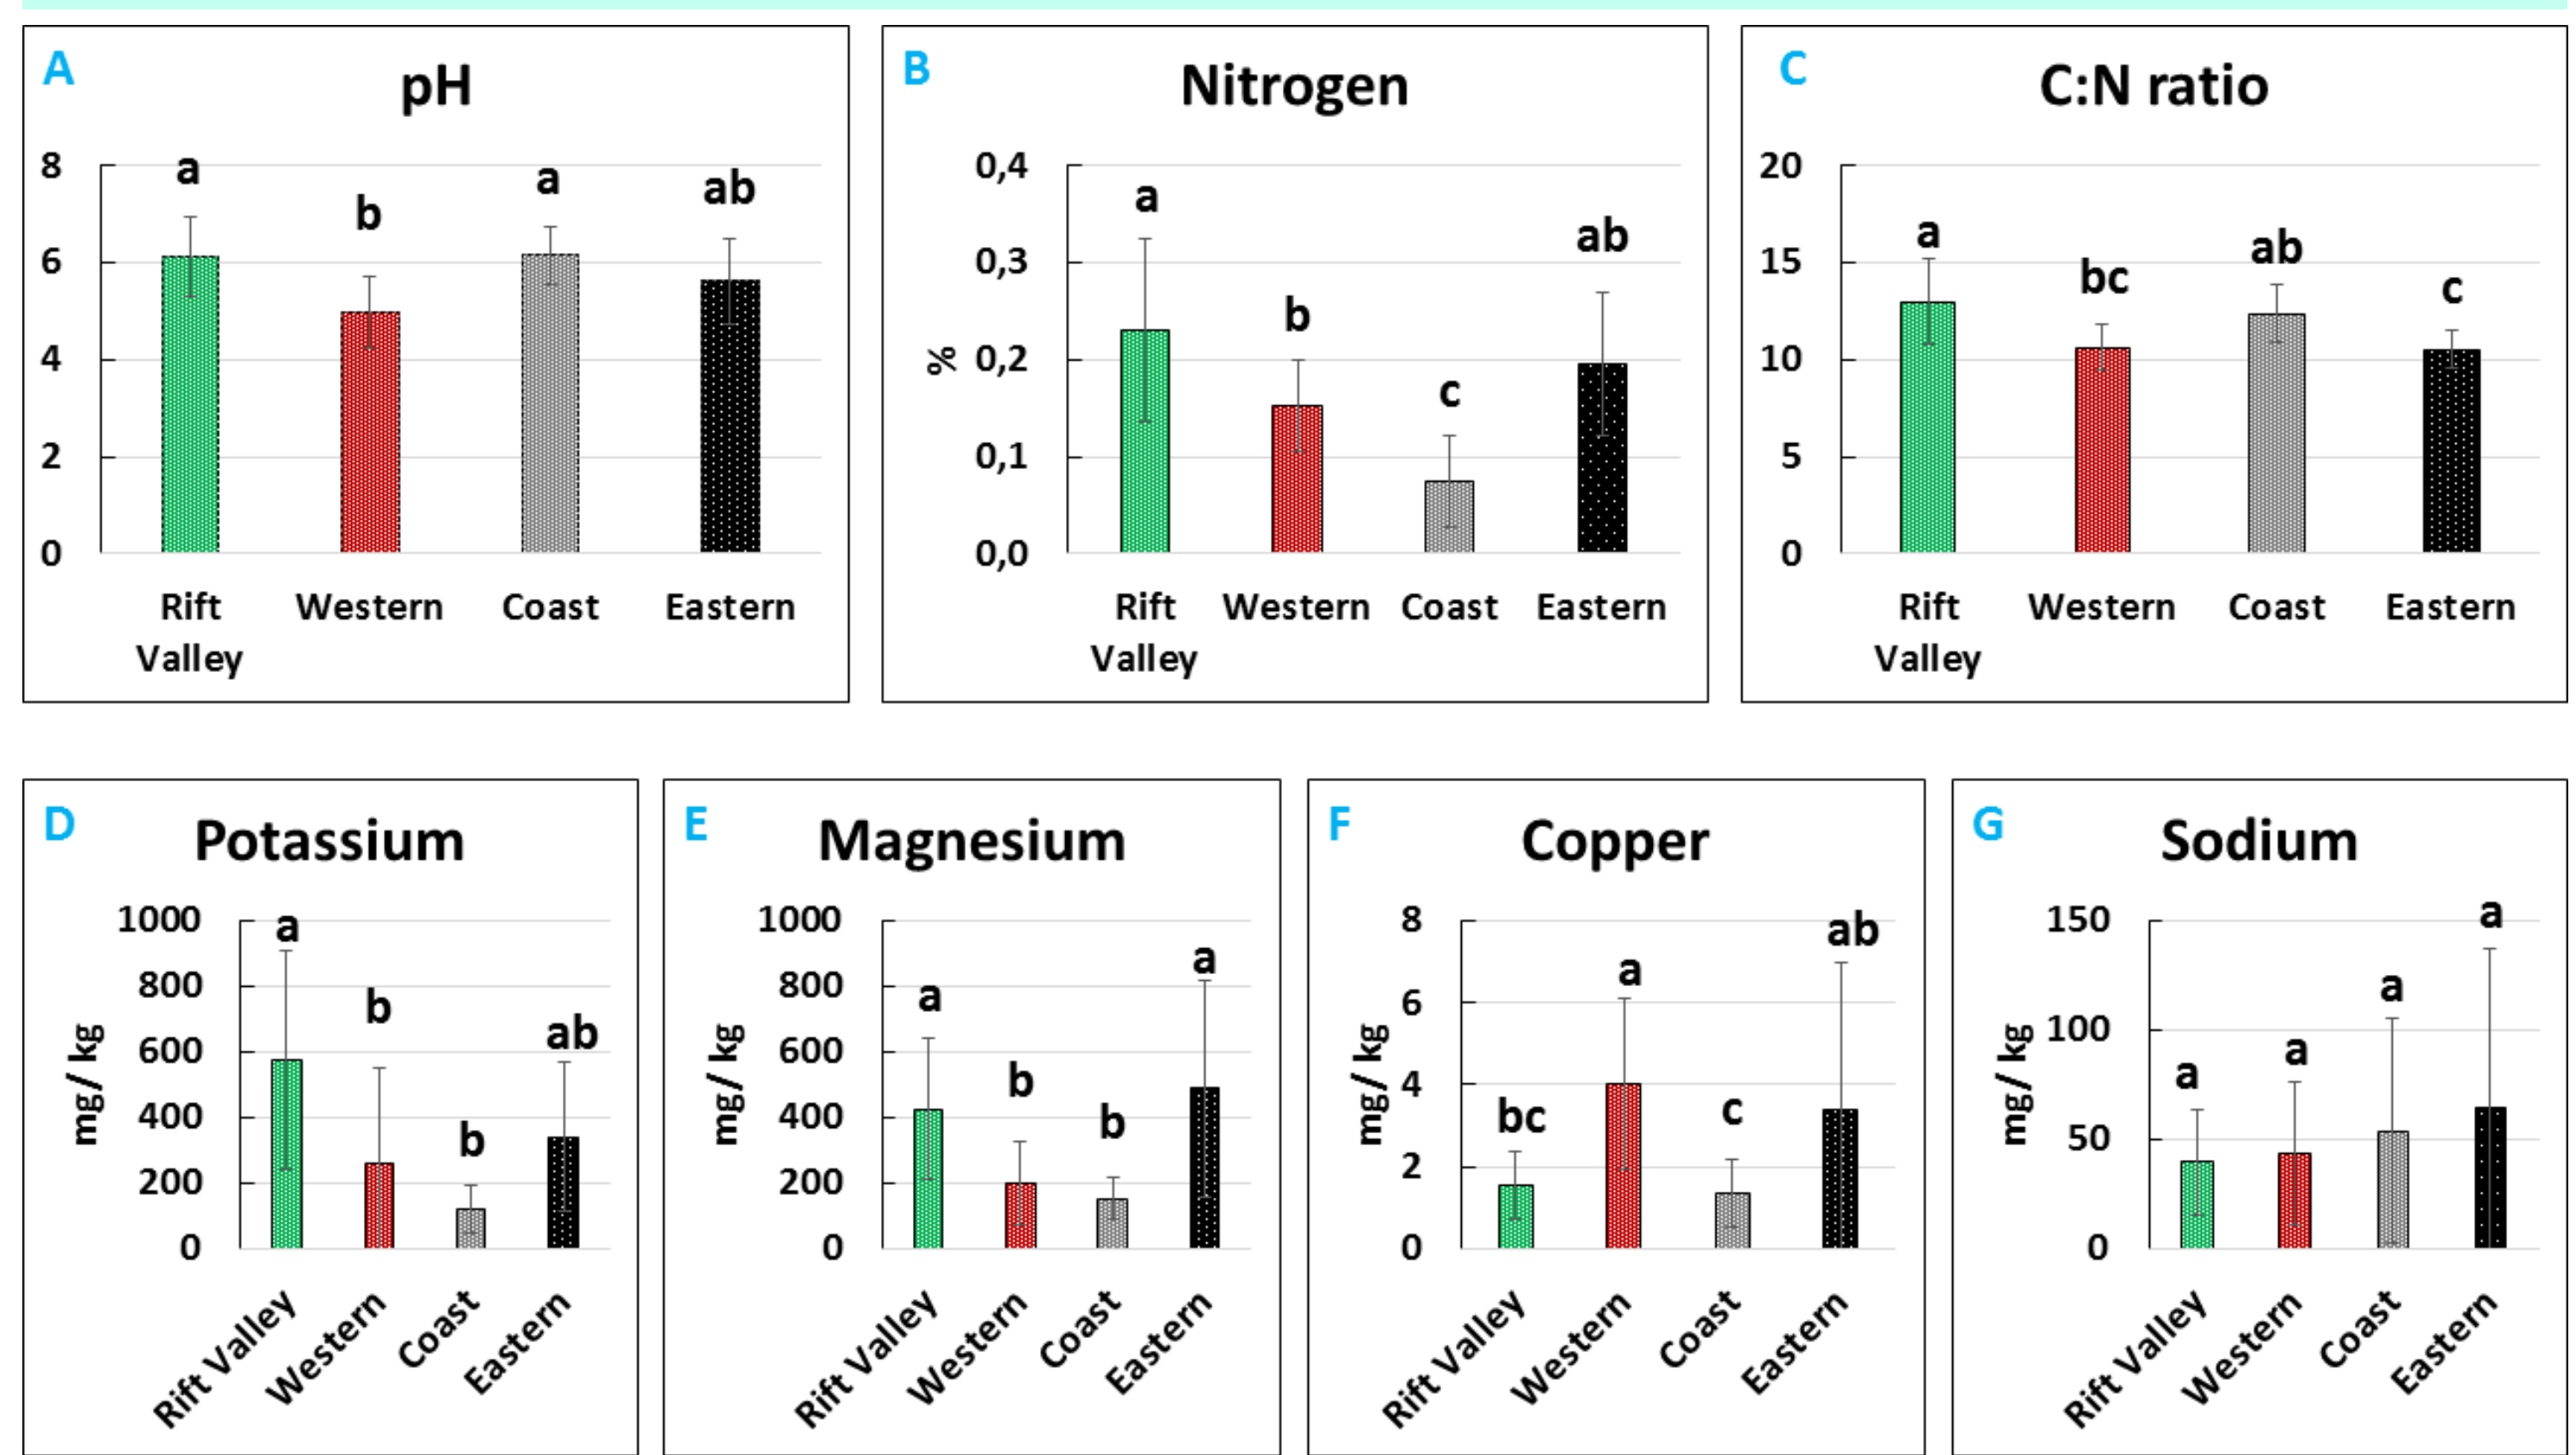 A
pH
8
6
4
2
0
a
b
a
ab
Rift Valley
Western
Coast
Eastern
B
Nitrogen
%
0,4
0,3
0,2
0,1
0,0
a
b
c
ab
Rift Valley
Western
Coast
Eastern
C
C:N ratio
20
15
10
5
0
a
bc
ab
c
Rift Valley
Western
Coast
Eastern
D
Potassium
mg/ kg
1000
800
600
400
200
0
a
b
b
ab
Rift Valley
Western
Coast
Eastern
E
Magnesium
mg/ kg
1000
800
600
400
200
0
a
b
b
a
Rift Valley
Western
Coast
Eastern
F
Copper
mg/ kg
8
6
4
2
0
bc
a
c
ab
Rift Valley
Western
Coast
Eastern
G
Sodium
mg/ kg
150
100
50
0
a
a
a
a
Rift Valley
Western
Coast
Eastern